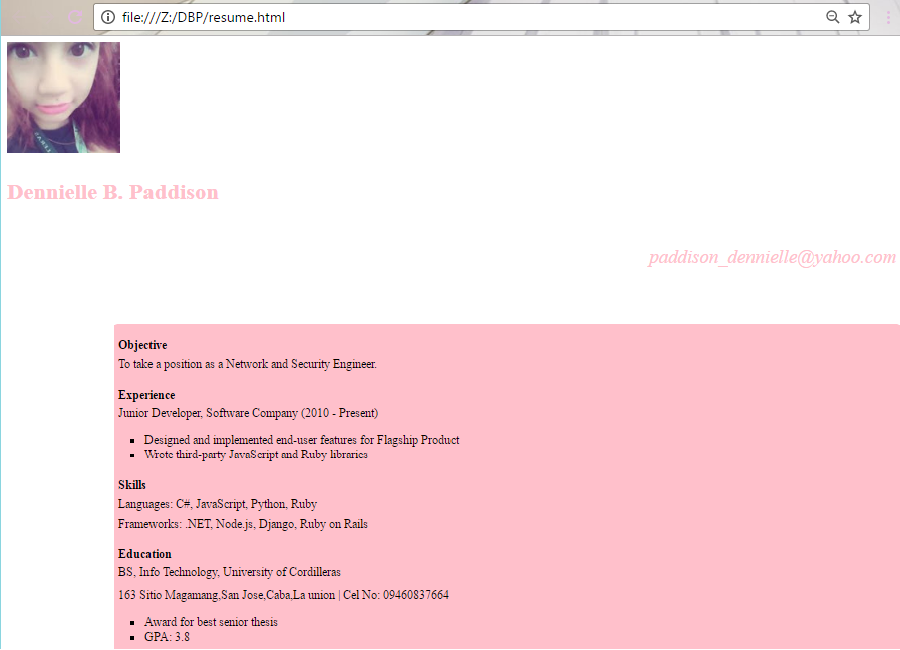 file:///Z:/DBP/resume.html
Dennielle B. Paddison
paddison_dennielle@yahoo.com
Objective
To take a position as a Network and Security Engineer.
Experience
Junior Developer, Software Company (2010 - Present)
Designed and implemented end-user features for Flagship Product
Wrote third-party JavaScript and Ruby libraries
Skills
Languages: C#, JavaScript, Python, Ruby
Frameworks: .NET, Node.js, Django, Ruby on Rails
Education
BS, Info Technology, University of Cordilleras
163 Sitio Magamang,San Jose,Caba,La union | Cel No: 09460837664
Award for best senior thesis
GPA: 3.8